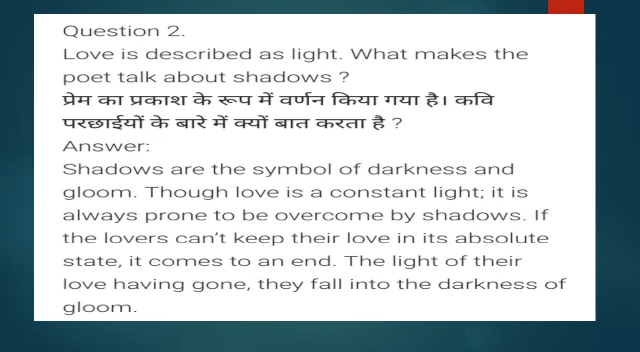 Question 2.
Love is described as light. What makes the
poet talk about shadows ?
प्रेम का प्रकाश के रूप में वर्णन किया गया है। कवि
परछाईयों के बारे में क्यों बात करता है ?
Answer:
Shadows are the symbol of darkness and
gloom. Though love is a constant light; it is
always prone to be overcome by shadows. If
the lovers can’t keep their love in its absolute
state, it comes to an end. The light of their
love having gone, they fall into the darkness of
gloom.